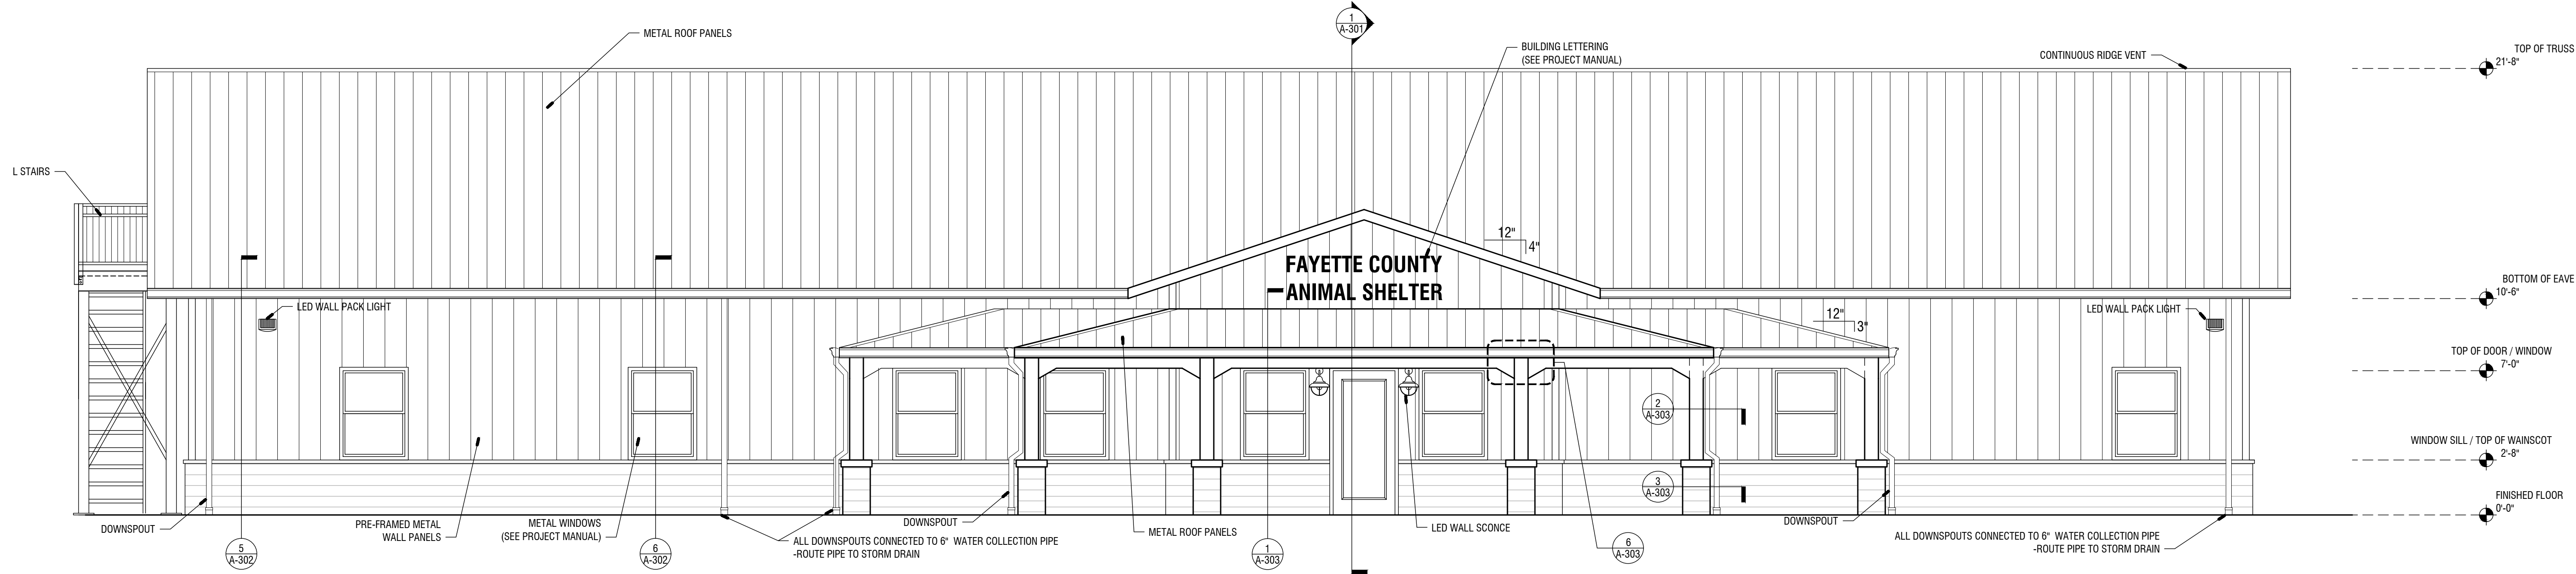 1
A-301
METAL ROOF PANELS
BUILDING LETTERING
(SEE PROJECT MANUAL)
CONTINUOUS RIDGE VENT
TOP OF TRUSS
21'-8"
L STAIRS
12"
4"
FAYETTE COUNTY
ANIMAL SHELTER
BOTTOM OF EAVE
10'-6"
LED WALL PACK LIGHT
LED WALL PACK LIGHT
12"
3"
TOP OF DOOR / WINDOW
7'-0"
2
A-303
WINDOW SILL / TOP OF WAINSCOT
2'-8"
3
A-303
FINISHED FLOOR
0'-0"
DOWNSPOUT
PRE-FRAMED METAL
WALL PANELS
METAL WINDOWS
(SEE PROJECT MANUAL)
DOWNSPOUT
METAL ROOF PANELS
LED WALL SCONCE
DOWNSPOUT
ALL DOWNSPOUTS CONNECTED TO 6" WATER COLLECTION PIPE
-ROUTE PIPE TO STORM DRAIN
ALL DOWNSPOUTS CONNECTED TO 6" WATER COLLECTION PIPE
-ROUTE PIPE TO STORM DRAIN
5
A-302
6
A-302
1
A-303
6
A-303